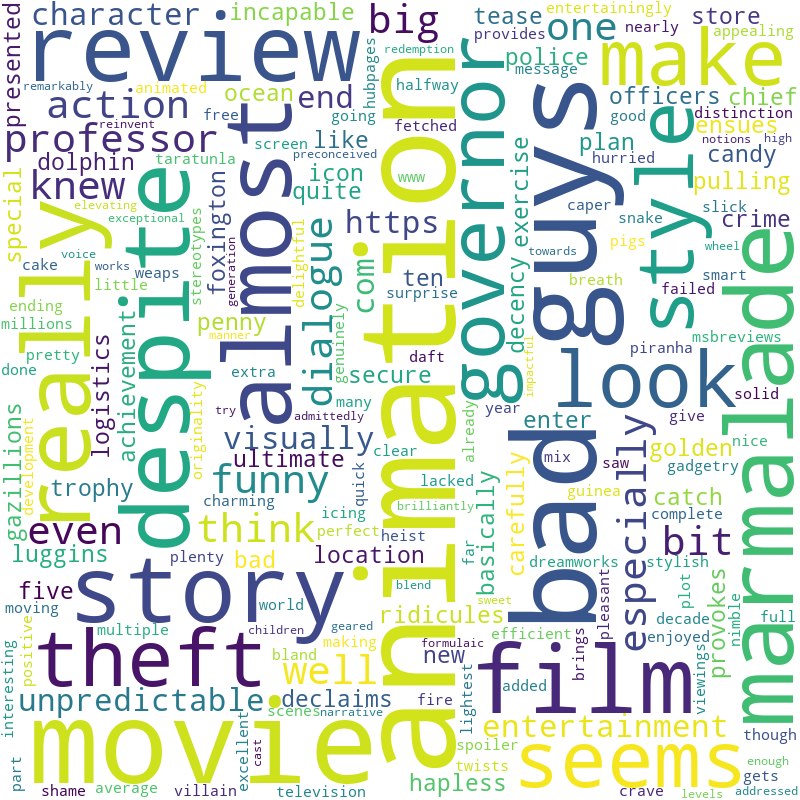 presented
character
incapable
big
tease
entertainingly
one
store
provides
nearly
appealing
review
redemption
police
make
remarkably
animated
hubpages
message
action
ocean
end
halfway
officers
chief
free
going
good
distinction
professor
reinvent
screen
like
fetched
plan
ensues
notions
high
dolphin
taratunla
preconceived
hurried
candy
knew
icon
quite
www
pulling
special
elevating
foxington
caper
exceptional
stereotypes
https
snake
slick
crime
voice
cake
works
weaps
generation
delightful
dialogue
com
ten
decency
exercise
towards
pigs
wheel
ending
little
surprise
breath
failed
smart
millions
penny
genuinely
msbreviews
pretty
manner
impactful
piranha
done
achievement
extra
daft
secure
look
solid
logistics
originality
try
many
year
admittedly
already
give
enter
visually
clear
mix
saw
nice
gazillions
development
ultimate
lacked
golden
trophy
funny
quick
carefully
gadgetry
charming
icing
brilliantly
guinea
catch
complete
even
think
perfect
heist
basically
bit
luggins
plenty
bad
location
far
dreamworks
stylish
five
story
blend
sweet
especially
plot
provokes
nimble
full
moving
world
ridicules
efficient
decade
multiple
children
geared
pleasant
enjoyed
interesting
positive
theft
making
formulaic
new
brings
bland
well
film
viewings
unpredictable
declaims
fire
lightest
added
scenes
narrative
entertainment
though
movie
spoiler
seems
part
excellent
cast
twists
gets
enough
shame
average
villain
television
hapless
crave
levels
addressed
really
despite
almost
animation
governor
bad guys
style
marmalade